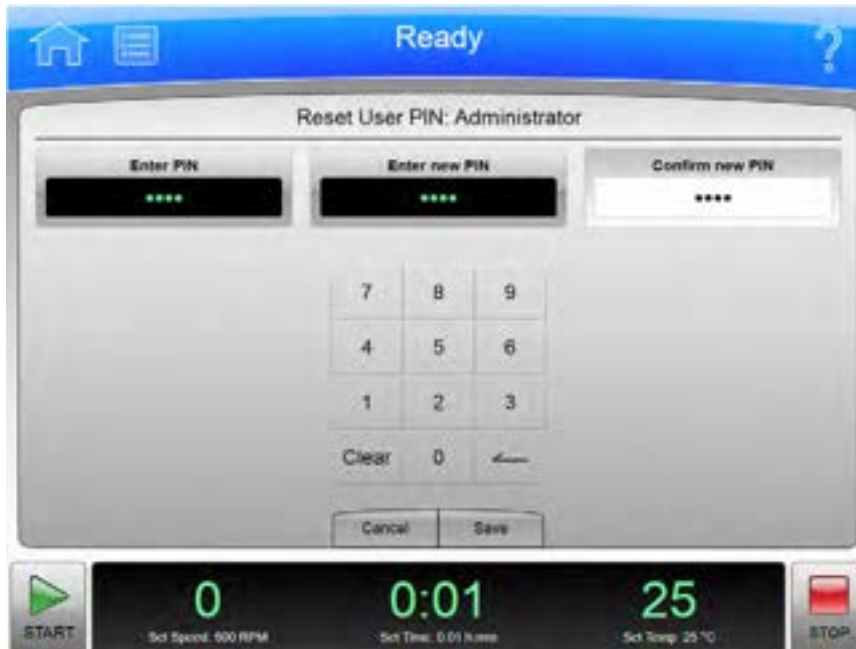 Ready
Reset User PIN: Administrator
Enter PIN Enter new PIN Confirm new PIN
•••• •••• ••••
7 8 9
4 5 6
1 2 3
Clear 0
Cancel Save
START 0 0:01 25 STOP
Set Speed: 500 RPM Set Time: 0:01 h:mm Set Temp: 25 °C